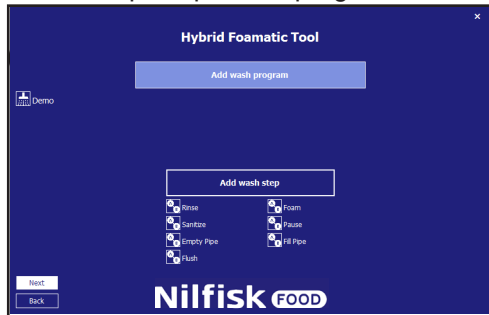 ×
Hybrid Foamatic Tool
Add wash program
Demo
Add wash step
Rinse
Foam
Sanitize
Pause
Empty Pipe
Fill Pipe
Flush
Next
Back
Nilfisk FOOD